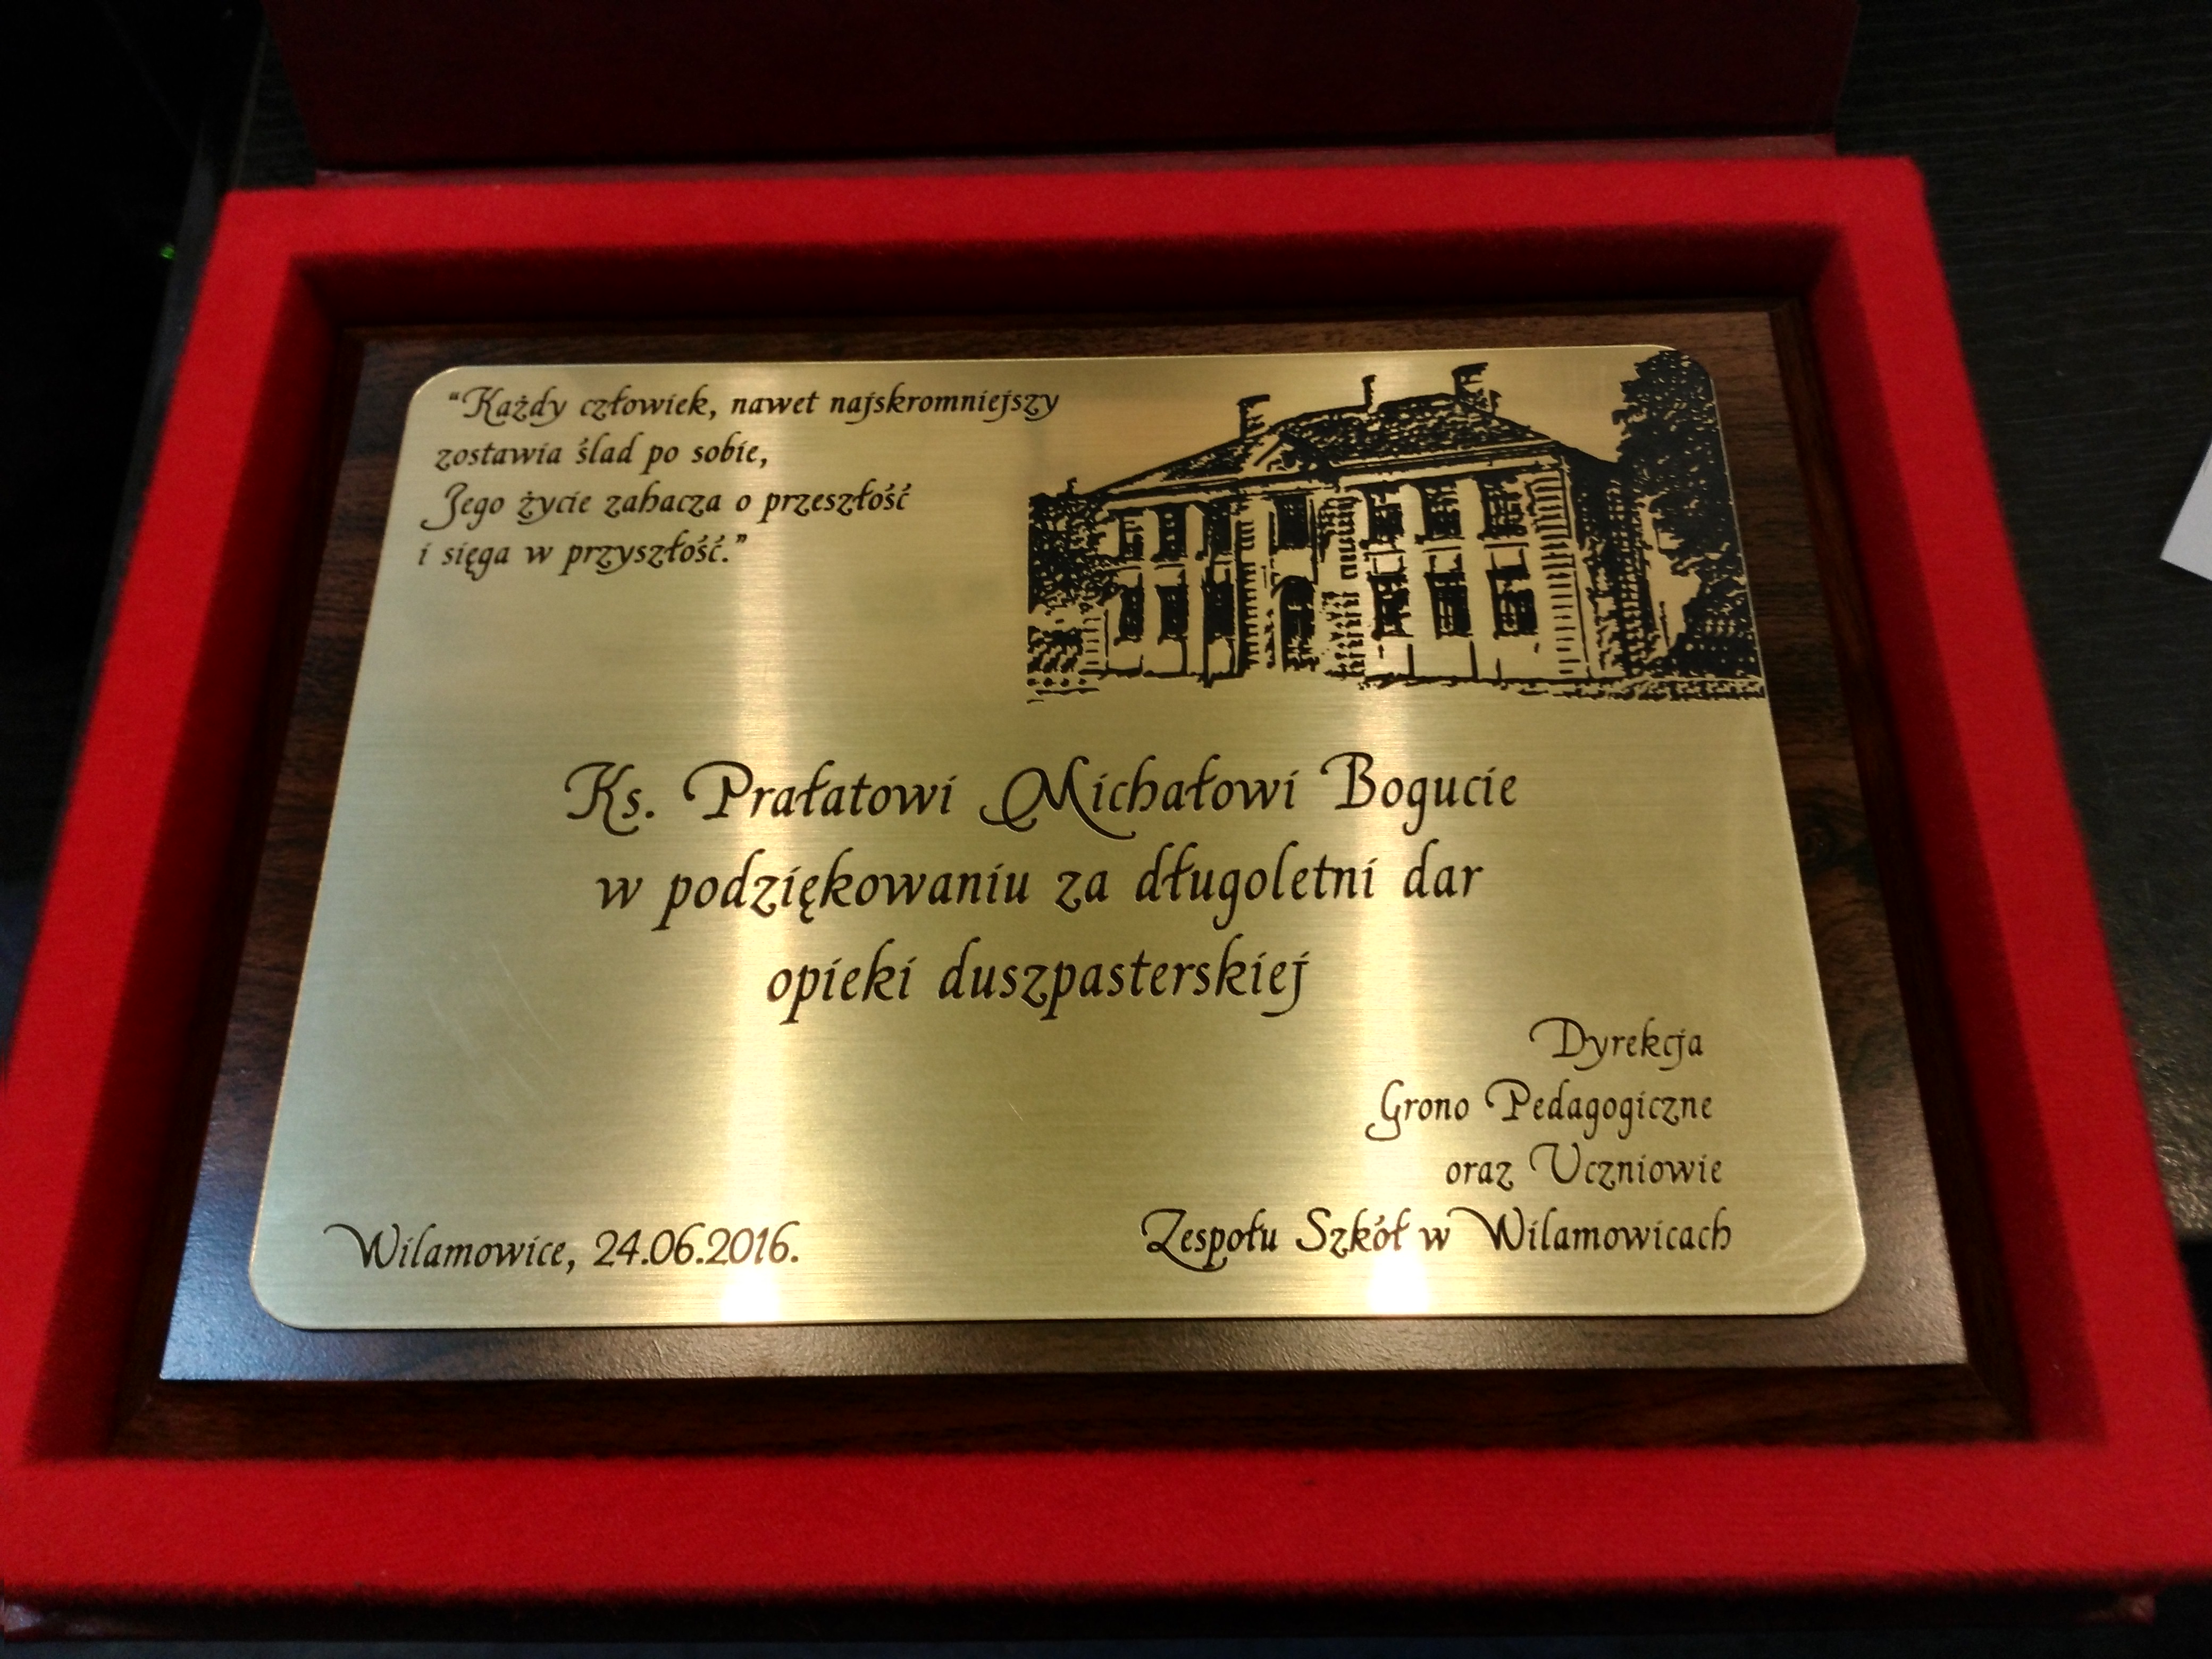 “Każdy człowiek, nawet najskromniejszy
zostawia ślad po sobie,
Jego życie zahacza o przeszłość
i sięga w przyszłość.”
Ks. Prałatowi Michałowi Bogucie
w podziękowaniu za długoletni dar
opieki duszpasterskiej
Dyrekcja
Grono Pedagogiczne
oraz Uczniowie
Zespołu Szkół w Wilamowicach
Wilamowice, 24.06.2016.